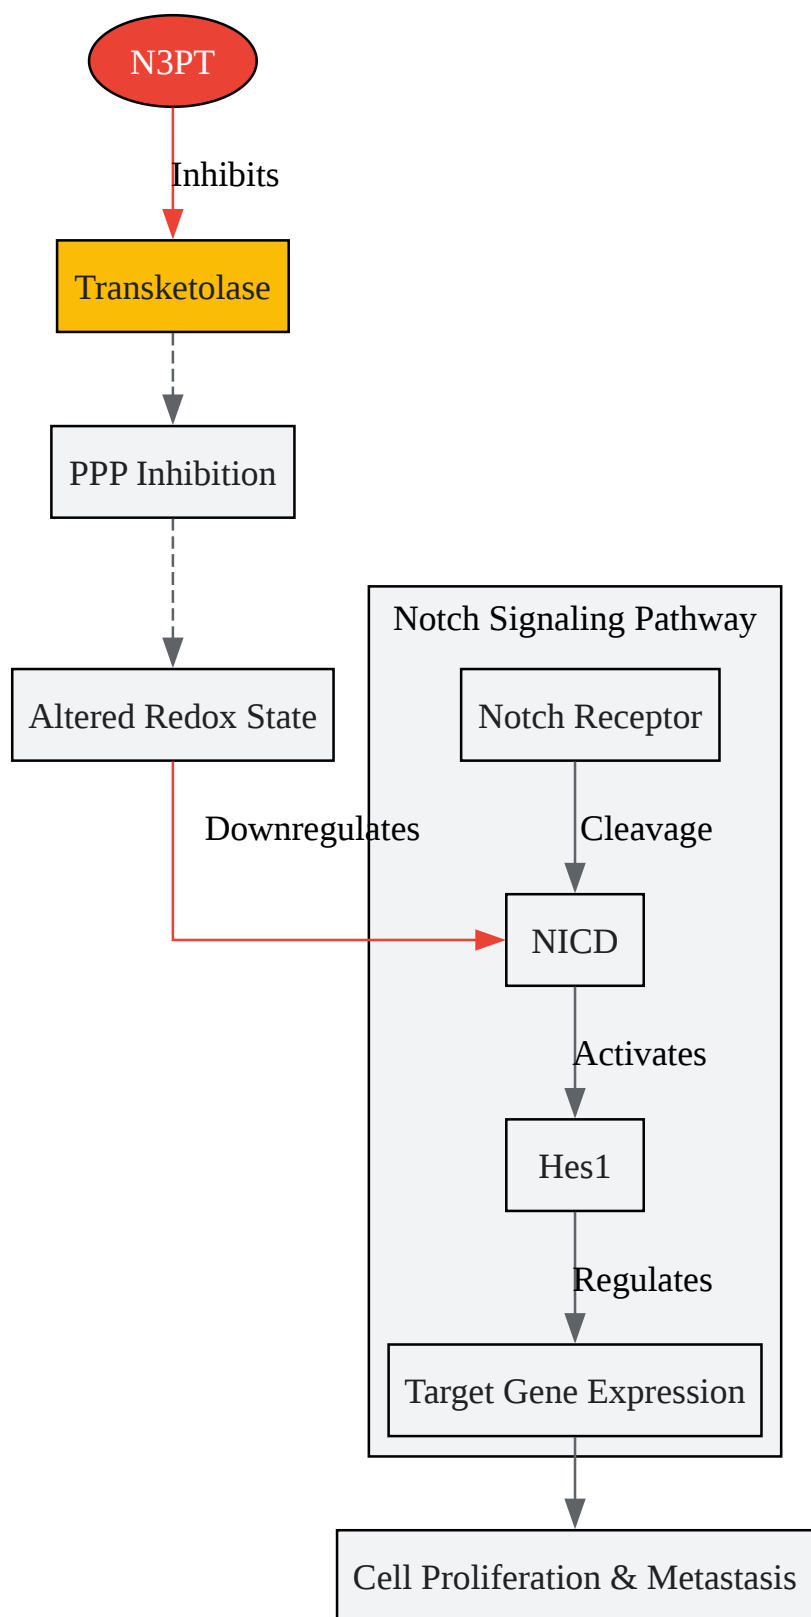 N3PT
Inhibits
Transketolase
PPP Inhibition
Notch Signaling Pathway
Altered Redox State
Notch Receptor
Downregulates
Cleavage
NICD
Activates
Hes1
Regulates
Target Gene Expression
Cell Proliferation & Metastasis